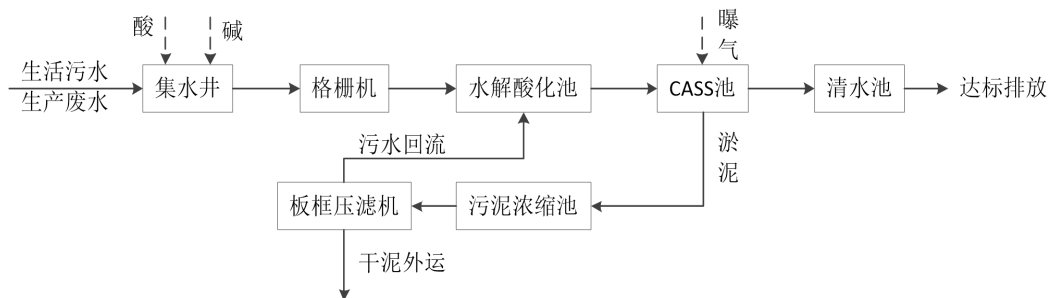 酸
碱
曝气
生活污水
生产废水
集水井
格栅机
水解酸化池
CASS池
清水池
达标排放
污水回流
淤泥
板框压滤机
污泥浓缩池
干泥外运